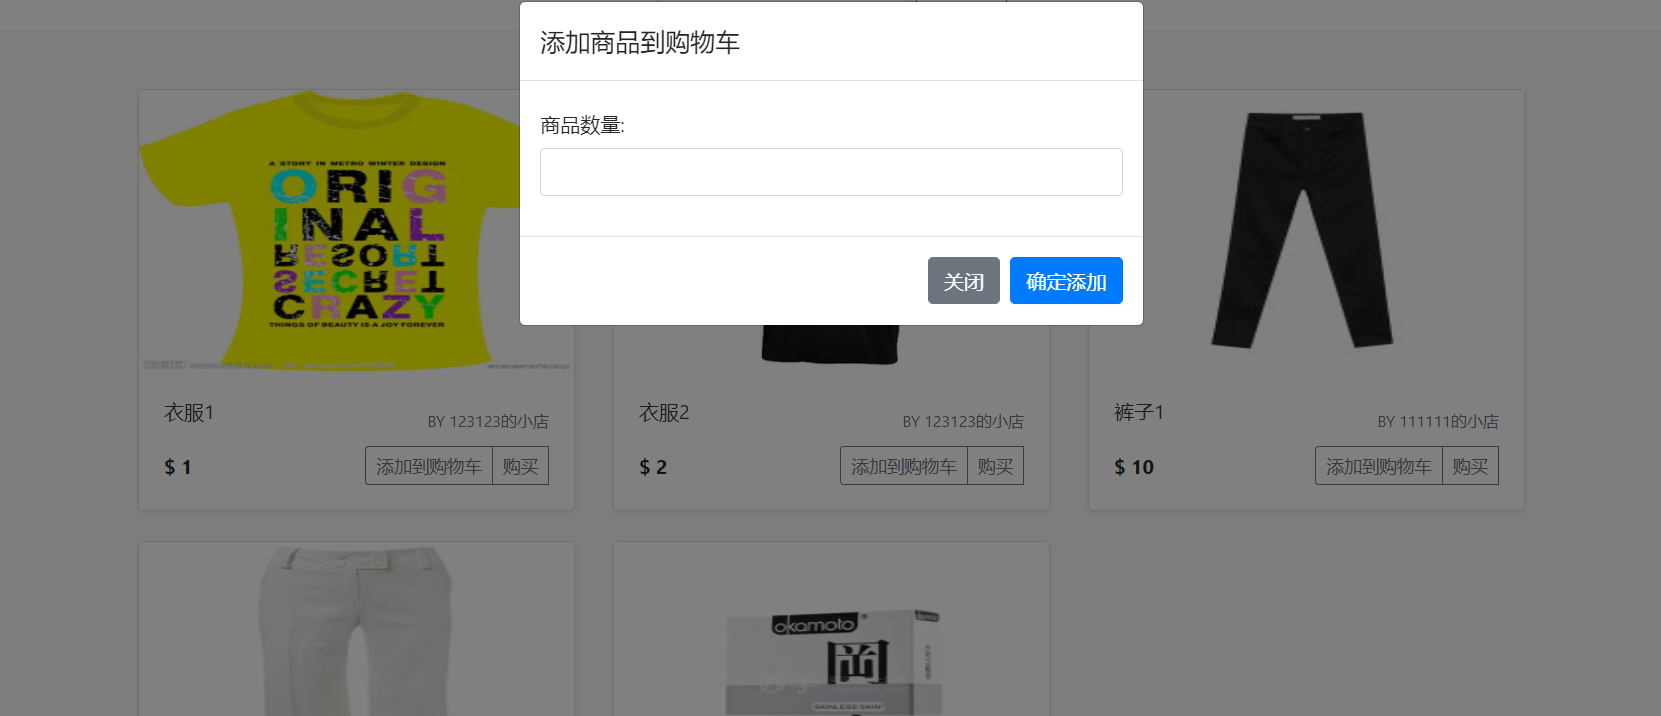 添加商品到购物车
商品数量:
关闭
确定添加
A STORY IN METRO WINTER DESIGN
ORIG
INAL
RESORT
SECRET
CRAZY
THINGS OF BEAUTY IS A JOY FOREVER
衣服1
BY 123123的小店
$ 1
添加到购物车
购买
衣服2
BY 123123的小店
$ 2
添加到购物车
购买
裤子1
BY 111111的小店
$ 10
添加到购物车
购买
okamoto
岡
SKINLESS SKIN